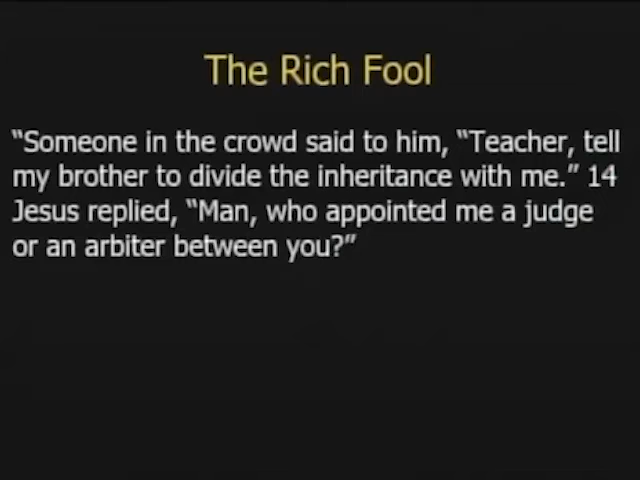 The Rich Fool
“Someone in the crowd said to him, “Teacher, tell
my brother to divide the inheritance with me.” 14
Jesus replied, “Man, who appointed me a judge
or an arbiter between you?”